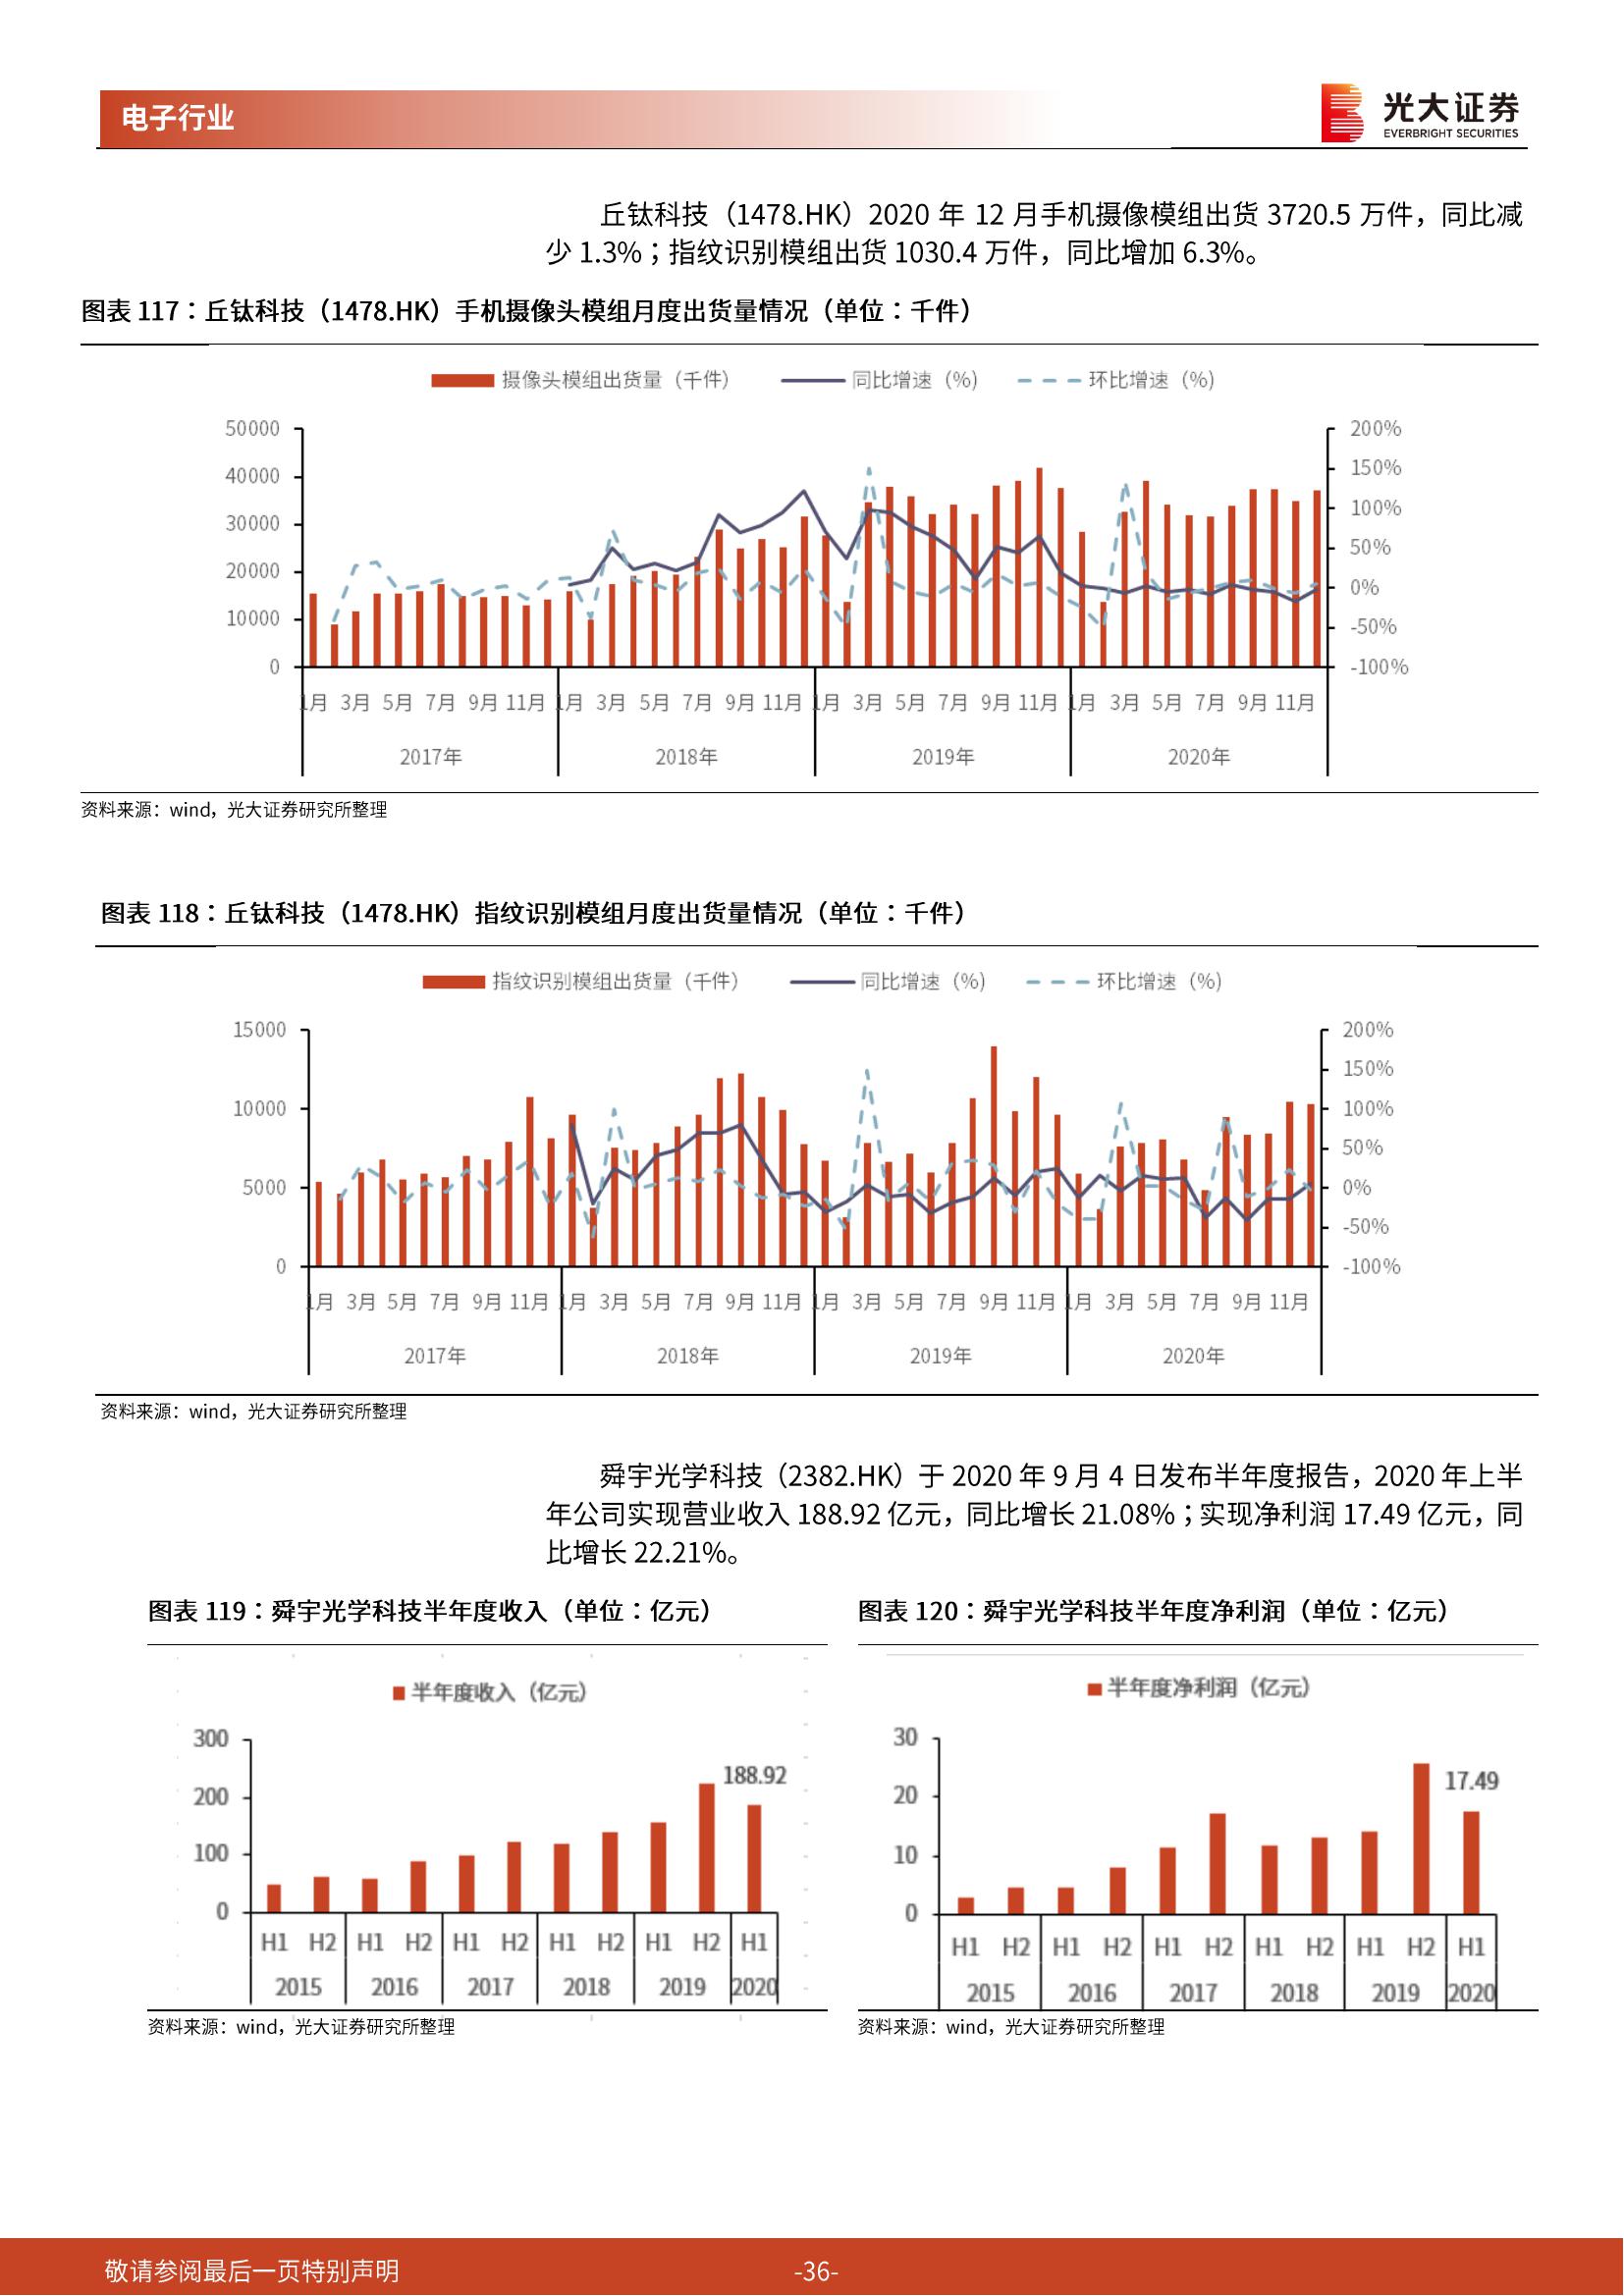 电子行业
光大证券
EVERBRIGHT SECURITIES
丘钛科技（1478.HK）2020 年 12 月手机摄像模组出货 3720.5 万件，同比减
少 1.3%；指纹识别模组出货 1030.4 万件，同比增加 6.3%。
图表 117：丘钛科技（1478.HK）手机摄像头模组月度出货量情况（单位：千件）
摄像头模组出货量（千件） 同比增速（%） 环比增速（%）
50000 200%
40000 150%
30000 100%
20000 50%
10000 0%
0 -50%
-100%
1月 3月 5月 7月 9月 11月 1月 3月 5月 7月 9月 11月 1月 3月 5月 7月 9月 11月 1月 3月 5月 7月 9月 11月
2017年 2018年 2019年 2020年
资料来源：wind，光大证券研究所整理
图表 118：丘钛科技（1478.HK）指纹识别模组月度出货量情况（单位：千件）
指纹识别模组出货量（千件） 同比增速（%） 环比增速（%）
15000 200%
150%
10000 100%
50%
5000 0%
-50%
0 -100%
1月 3月 5月 7月 9月 11月 1月 3月 5月 7月 9月 11月 1月 3月 5月 7月 9月 11月 1月 3月 5月 7月 9月 11月
2017年 2018年 2019年 2020年
资料来源：wind，光大证券研究所整理
舜宇光学科技（2382.HK）于 2020 年 9 月 4 日发布半年度报告，2020 年上半
年公司实现营业收入 188.92 亿元，同比增长 21.08%；实现净利润 17.49 亿元，同
比增长 22.21%。
图表 119：舜宇光学科技半年度收入（单位：亿元）
半年度收入（亿元）
300
188.92
200
100
0
H1 H2 H1 H2 H1 H2 H1 H2 H1 H2 H1
2015 2016 2017 2018 2019 2020
资料来源：wind，光大证券研究所整理
图表 120：舜宇光学科技半年度净利润（单位：亿元）
半年度净利润（亿元）
30
17.49
20
10
0
H1 H2 H1 H2 H1 H2 H1 H2 H1 H2 H1
2015 2016 2017 2018 2019 2020
资料来源：wind，光大证券研究所整理
敬请参阅最后一页特别声明 -36-